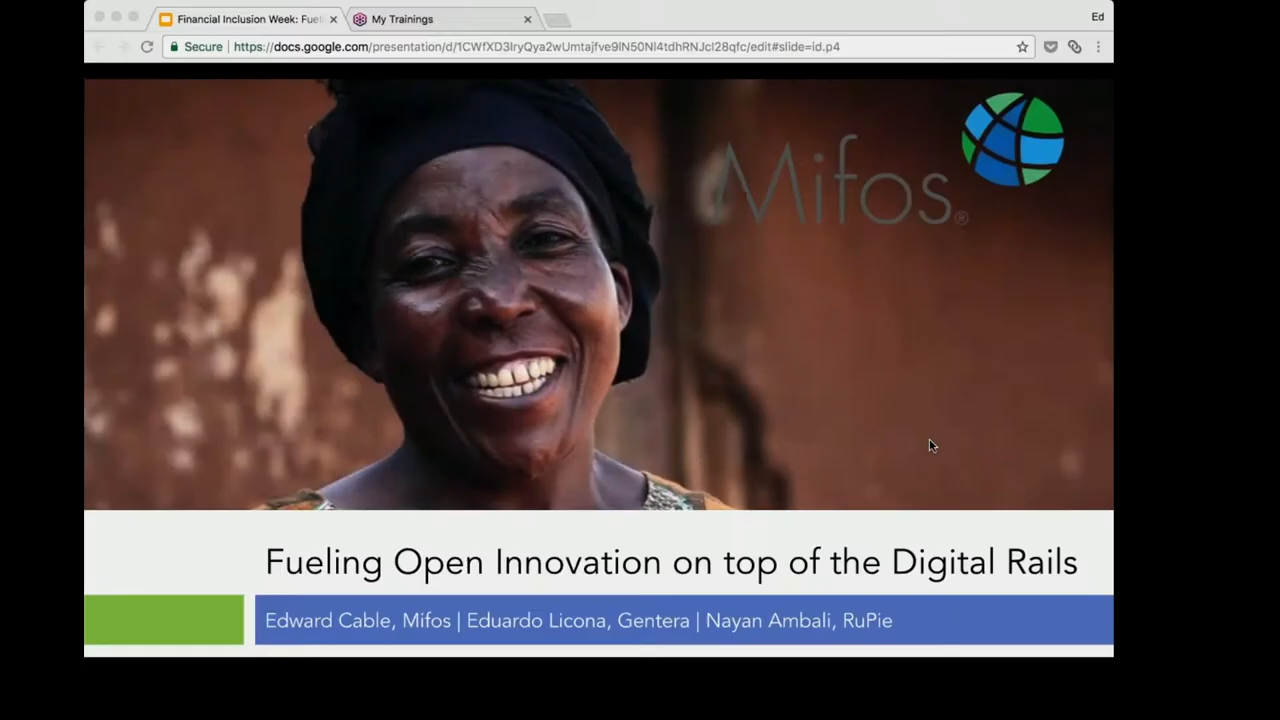 Financial Inclusion Week: Fuel
My Trainings
Ed
Secure
https://docs.google.com/presentation/d/1CWfXD3lryQya2wUmtajfve9lN50Nl4tdhRNJcl28qfc/edit#slide=id.p4
Mifos®
Fueling Open Innovation on top of the Digital Rails
Edward Cable, Mifos | Eduardo Licona, Gentera | Nayan Ambali, RuPie